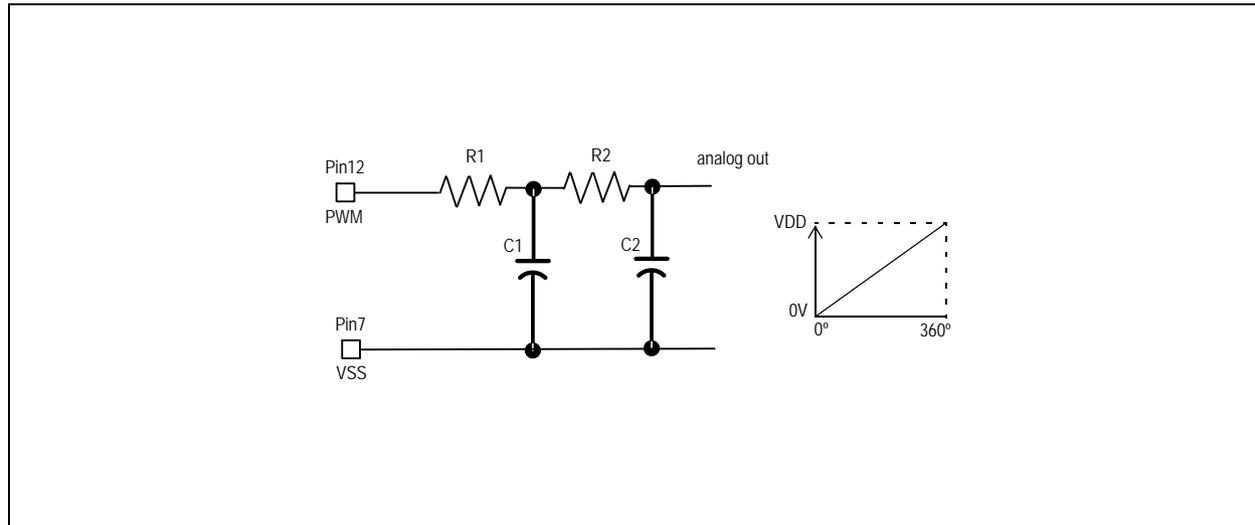 R1
R2
analog out
Pin12
PWM
C1
C2
VDD
0V
0º
360º
Pin7
VSS